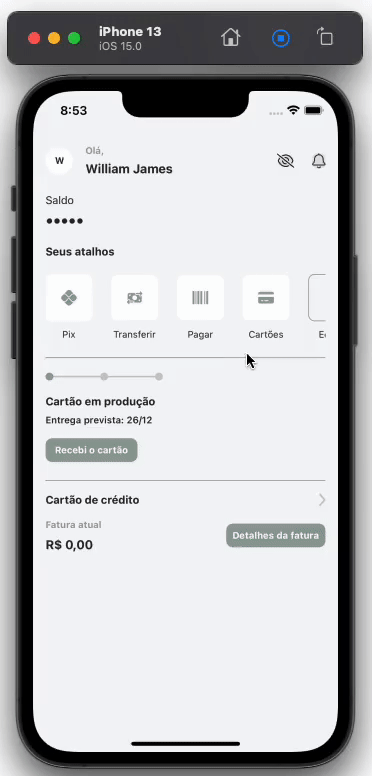 iPhone 13
iOS 15.0
8:53
W
Olá,
William James
Saldo
•••••
Seus atalhos
Pix
Transferir
Pagar
Cartões
Cartão em produção
Entrega prevista: 26/12
Recebi o cartão
Cartão de crédito
Fatura atual
R$ 0,00
Detalhes da fatura